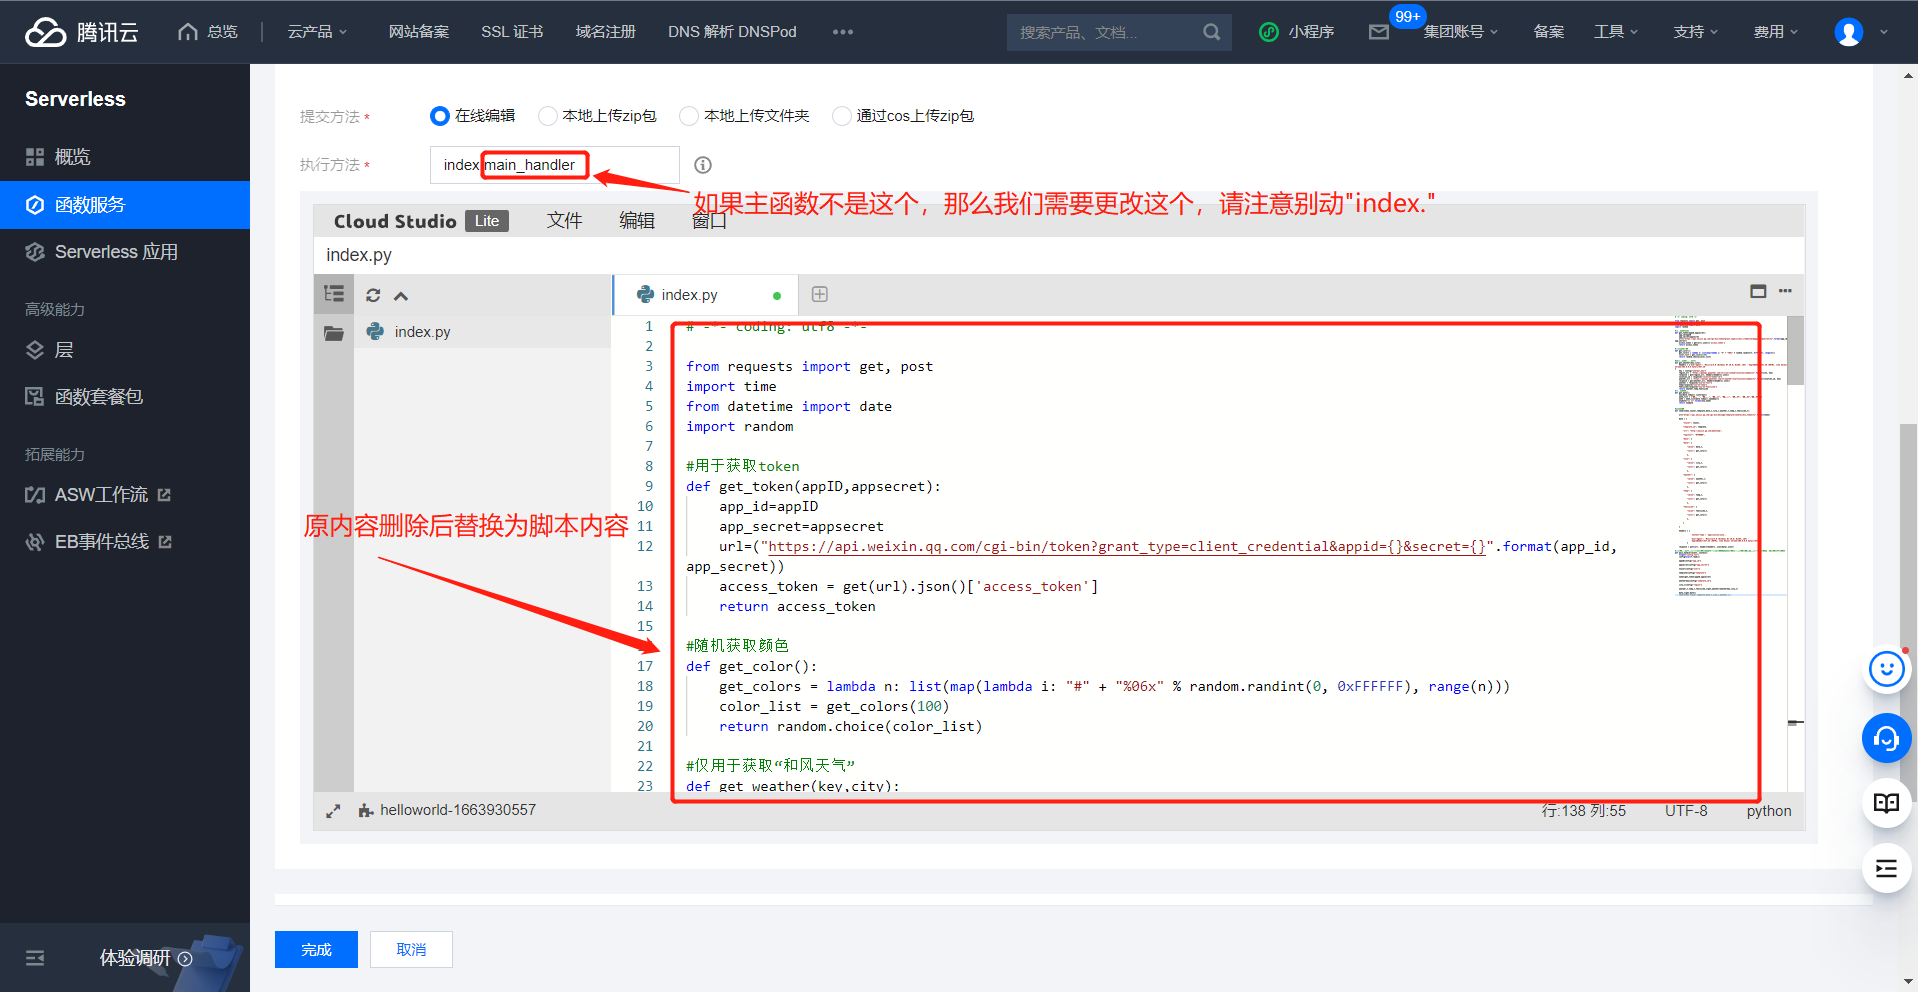 腾讯云 总览 云产品 网站备案 SSL 证书 域名注册 DNS 解析 DNSPod ••• 搜索产品、文档... 小程序 99+ 集团账号 备案 工具 支持 费用
Serverless
概览
函数服务
Serverless 应用
高级能力
层
函数套餐包
拓展能力
ASW工作流
EB事件总线
体验调研
提交方法 * 在线编辑 本地上传zip包 本地上传文件夹 通过cos上传zip包
执行方法 * index.main_handler
如果主函数不是这个，那么我们需要更改这个，请注意别动"index."
Cloud Studio Lite 文件 编辑 窗口
index.py
index.py
index.py
原内容删除后替换为脚本内容
1 # -*- coding: utf8 -*-
2
3 from requests import get, post
4 import time
5 from datetime import date
6 import random
7
8 #用于获取token
9 def get_token(appID,appsecret):
10 app_id=appID
11 app_secret=appsecret
12 url=("https://api.weixin.qq.com/cgi-bin/token?grant_type=client_credential&appid={}&secret={}".format(app_id,
app_secret))
13 access_token = get(url).json()['access_token']
14 return access_token
15
#随机获取颜色
17 def get_color():
18 get_colors = lambda n: list(map(lambda i: "#" + "%06x" % random.randint(0, 0xFFFFFF), range(n)))
19 color_list = get_colors(100)
20 return random.choice(color_list)
21
22 #仅用于获取“和风天气”
23 def get_weather(key,city):
helloworld-1663930557 行:138 列:55 UTF-8 python
完成 取消